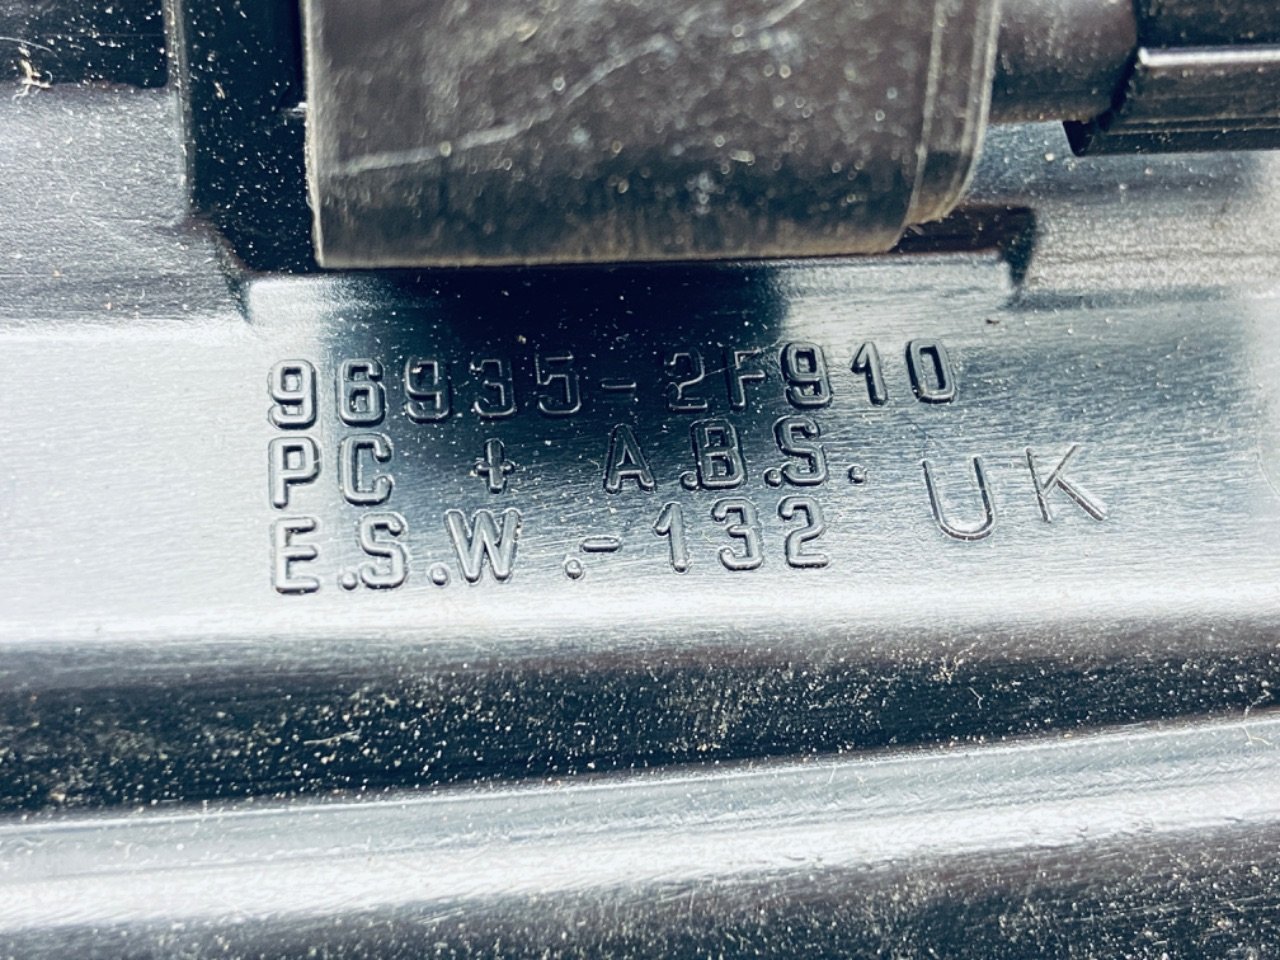 96935-2F910
PC + A.B.S.
E.S.W.-132
UK